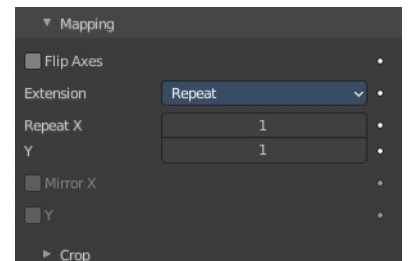 Mapping
Flip Axes
Extension Repeat
Repeat X 1
Y 1
Mirror X
Y
Crop